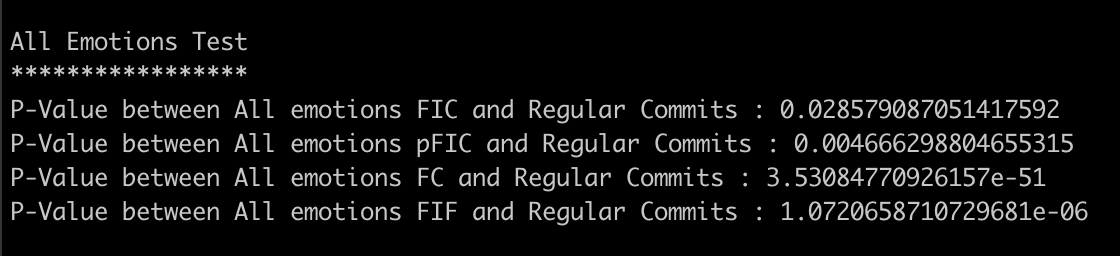 All Emotions Test
*****************
P-Value between All emotions FIC and Regular Commits : 0.028579087051417592
P-Value between All emotions pFIC and Regular Commits : 0.004666298804655315
P-Value between All emotions FC and Regular Commits : 3.53084770926157e-51
P-Value between All emotions FIF and Regular Commits : 1.0720658710729681e-06